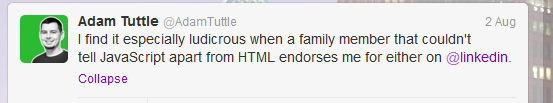 Adam Tuttle @AdamTuttle 2 Aug
I find it especially ludicrous when a family member that couldn't
tell JavaScript apart from HTML endorses me for either on @linkedin.
Collapse